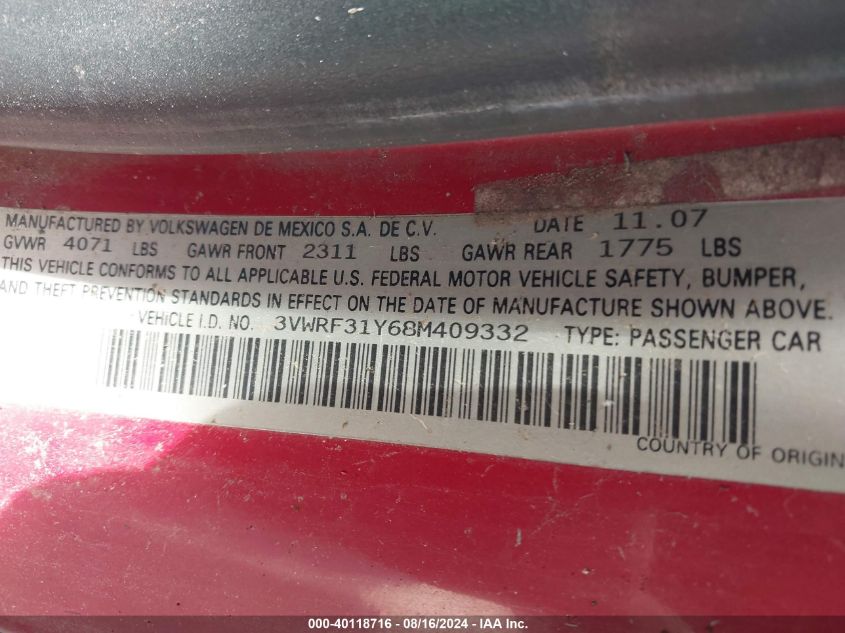 MANUFACTURED BY VOLKSWAGEN DE MEXICO S.A. DE C.V. DATE 11.07
GVWR 4071 LBS GAWR FRONT 2311 LBS GAWR REAR 1775 LBS
THIS VEHICLE CONFORMS TO ALL APPLICABLE U.S. FEDERAL MOTOR VEHICLE SAFETY, BUMPER,
AND THEFT PREVENTION STANDARDS IN EFFECT ON THE DATE OF MANUFACTURE SHOWN ABOVE.
VEHICLE I.D. NO. 3VWRF31Y68M409332 TYPE: PASSENGER CAR
COUNTRY OF ORIGIN
000-40118716 - 08/16/2024 - IAA Inc.